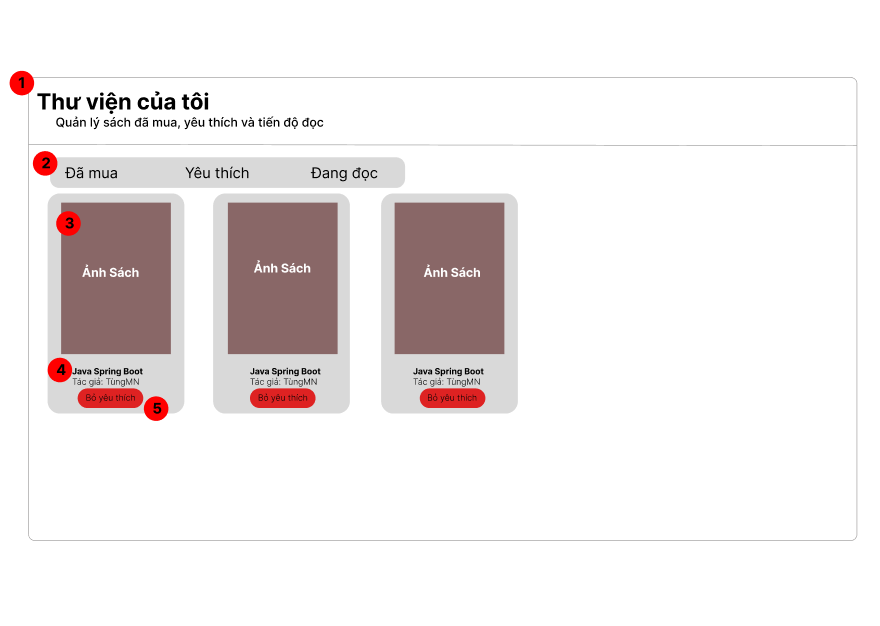 1
Thư viện của tôi
Quản lý sách đã mua, yêu thích và tiến độ đọc
2
Đã mua Yêu thích Đang đọc
3
Ảnh Sách Ảnh Sách Ảnh Sách
4
Java Spring Boot Java Spring Boot Java Spring Boot
Tác giả: TùngMN Tác giả: TùngMN Tác giả: TùngMN
Bỏ yêu thích Bỏ yêu thích Bỏ yêu thích
5